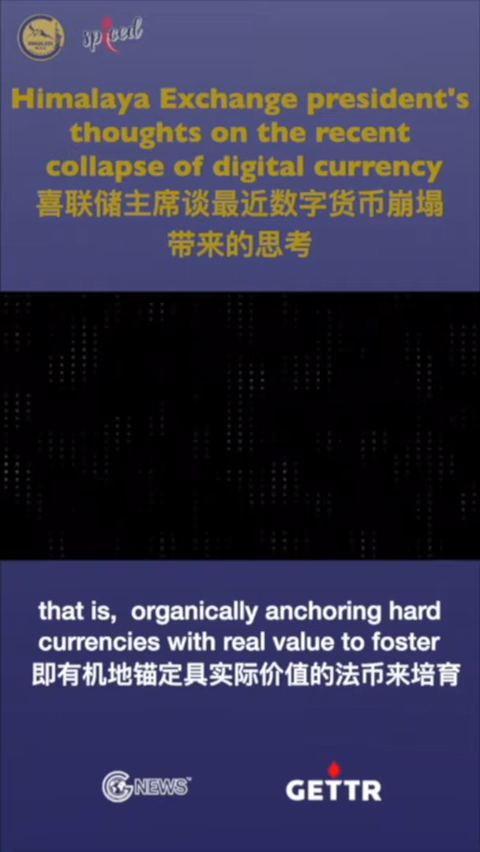 spiced
Himalaya Exchange president's
thoughts on the recent
collapse of digital currency
喜联储主席谈最近数字货币崩塌
带来的思考
that is, organically anchoring hard
currencies with real value to foster
即有机地锚定具实际价值的法币来培育
GNEWS™
GETTR